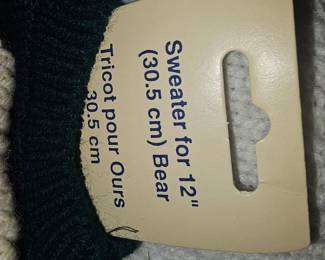 Sweater for 12"
(30.5 cm) Bear
Tricot pour Ours
30.5 cm